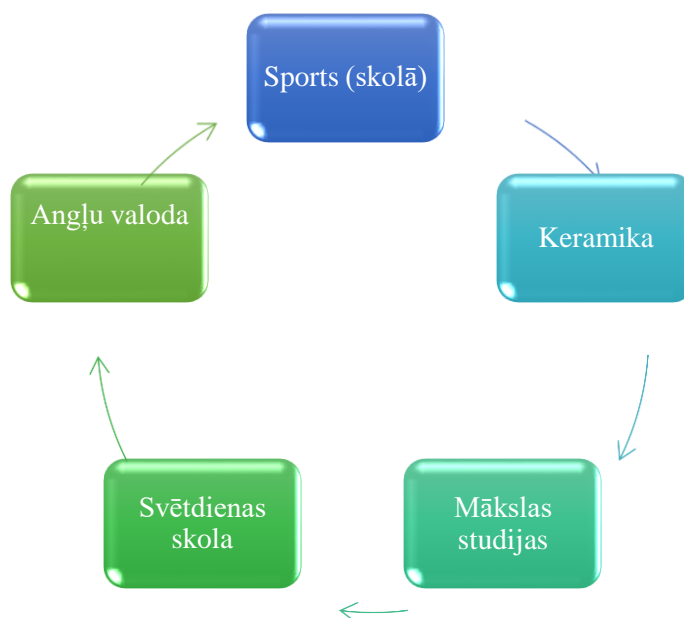 Sports (skolā)
Keramika
Mākslas
studijas
Svētdienas
skola
Angļu valoda